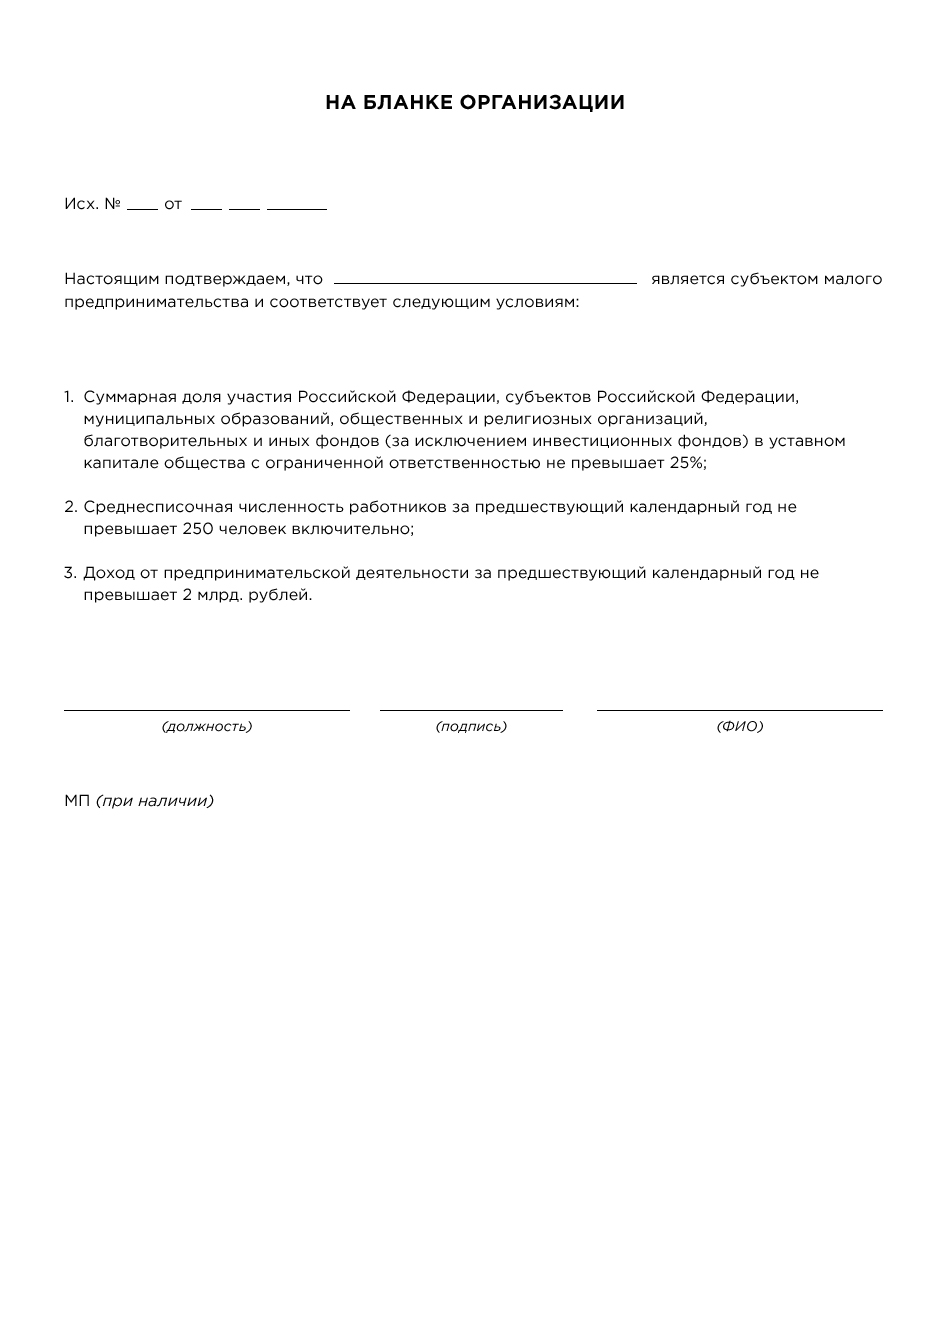 НА БЛАНКЕ ОРГАНИЗАЦИИ
Исх. № ___ от ___ ___ ______
Настоящим подтверждаем, что ______________________________ является субъектом малого
предпринимательства и соответствует следующим условиям:
1. Суммарная доля участия Российской Федерации, субъектов Российской Федерации,
муниципальных образований, общественных и религиозных организаций,
благотворительных и иных фондов (за исключением инвестиционных фондов) в уставном
капитале общества с ограниченной ответственностью не превышает 25%;
2. Среднесписочная численность работников за предшествующий календарный год не
превышает 250 человек включительно;
3. Доход от предпринимательской деятельности за предшествующий календарный год не
превышает 2 млрд. рублей.
(должность) (подпись) (ФИО)
МП (при наличии)